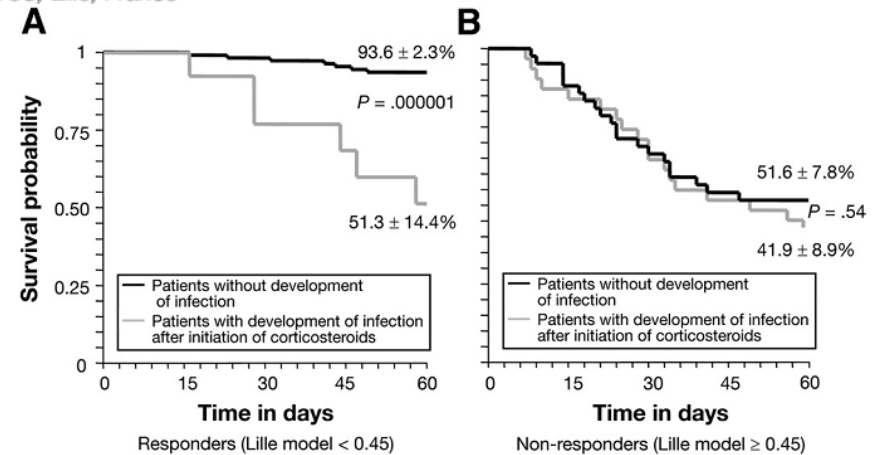 A
B
93.6 ± 2.3%
P = .000001
51.3 ± 14.4%
Survival probability
1
0.75
0.50
0.25
0
Patients without development
of infection
Patients with development of infection
after initiation of corticosteroids
0 15 30 45 60
Time in days
Responders (Lille model < 0.45)
51.6 ± 7.8%
P = .54
41.9 ± 8.9%
Patients without development
of infection
Patients with development of infection
after initiation of corticosteroids
0 15 30 45 60
Time in days
Non-responders (Lille model ≥ 0.45)